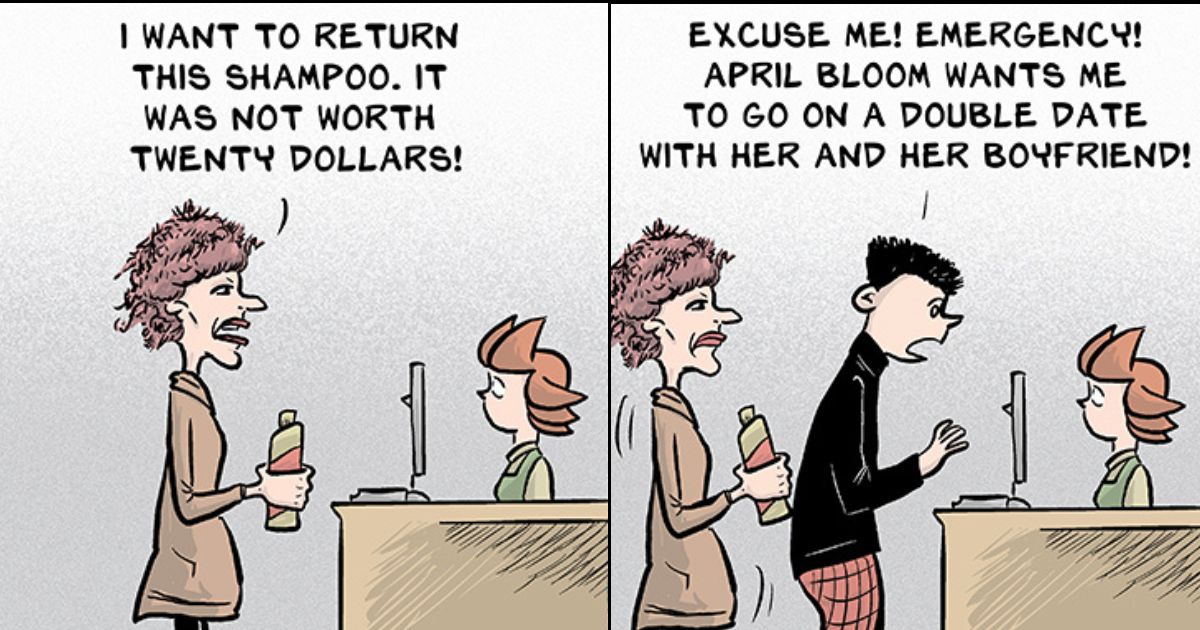 I WANT TO RETURN
THIS SHAMPOO. IT
WAS NOT WORTH
TWENTY DOLLARS!
EXCUSE ME! EMERGENCY!
APRIL BLOOM WANTS ME
TO GO ON A DOUBLE DATE
WITH HER AND HER BOYFRIEND!